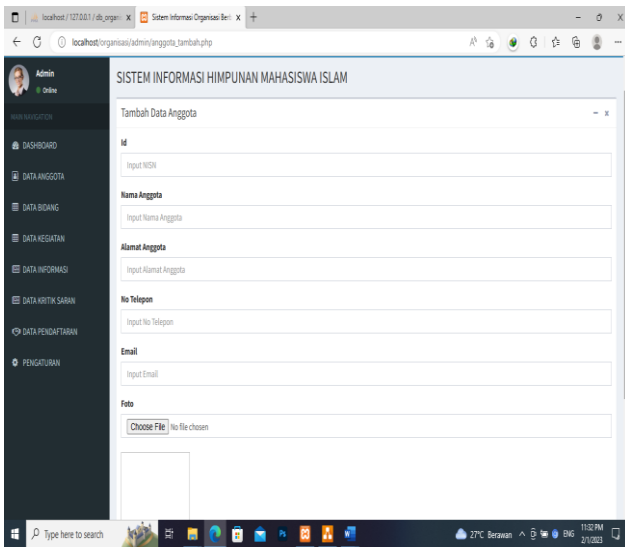 localhost / 127.0.0.1 / db_organi
Sistem Informasi Organisasi Berb
localhost/organisasi/admin/anggota_tambah.php
Admin
Online
SISTEM INFORMASI HIMPUNAN MAHASISWA ISLAM
MAIN NAVIGATION
Tambah Data Anggota
DASHBOARD
DATA ANGGOTA
DATA BIDANG
DATA KEGIATAN
DATA INFORMASI
DATA KRITIK SARAN
DATA PENDAFTARAN
PENGATURAN
Id
Input NISN
Nama Anggota
Input Nama Anggota
Alamat Anggota
Input Alamat Anggota
No Telepon
Input No Telepon
Email
Input Email
Foto
Choose File No file chosen
Type here to search
27°C Berawan
ENG
11:32 PM
2/1/2023